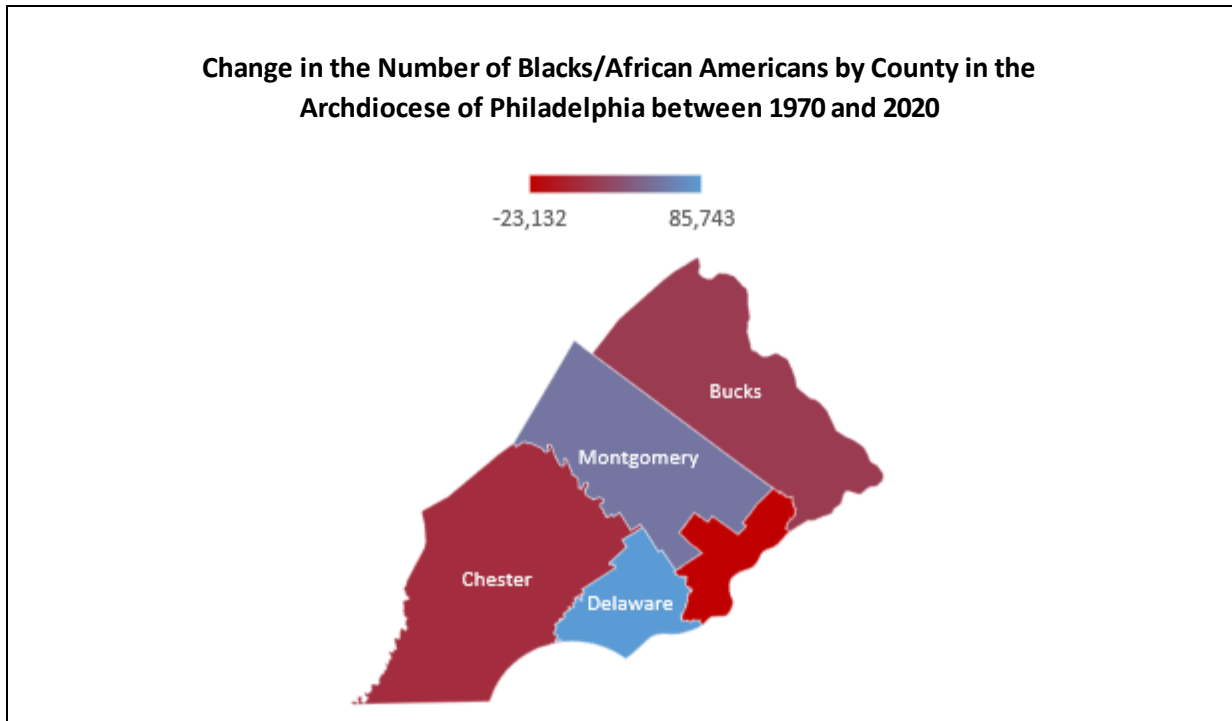 Change in the Number of Blacks/African Americans by County in the
Archdiocese of Philadelphia between 1970 and 2020
-23,132 85,743
Bucks
Montgomery
Chester
Delaware